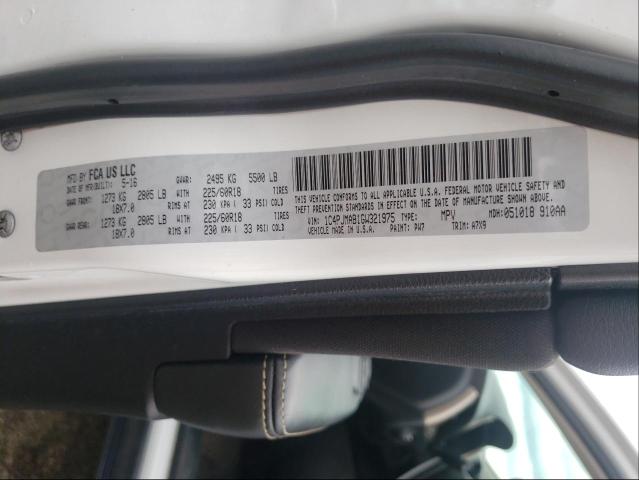 MFD BY FCA US LLC
DATE OF MFR/BUILT: 5-16 GVWR: 2495 KG 5500 LB
GAWR FRONT: 1273 KG 2805 LB WITH 225/60R18 TIRES
18X7.0 RIMS AT 230 KPA / 33 PSI COLD
GAWR REAR: 1273 KG 2805 LB WITH 225/60R18 TIRES
18X7.0 RIMS AT 230 KPA / 33 PSI COLD
THIS VEHICLE CONFORMS TO ALL APPLICABLE U.S.A. FEDERAL MOTOR VEHICLE SAFETY,
THEFT PREVENTION STANDARDS IN EFFECT ON THE DATE OF MANUFACTURE SHOWN ABOVE.
VIN: 1C4PJMAB1GW321975 TYPE: MPV MDH: 051018 910AA
VEHICLE MADE IN U.S.A. PAINT: PW7 TRIM: A7X9